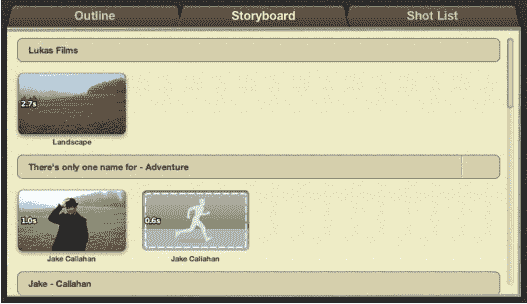 Outline
Storyboard
Shot List
Lukas Films
2.7s
Landscape
There's only one name for - Adventure
1.0s
0.6s
Jake Callahan
Jake Callahan
Jake - Callahan